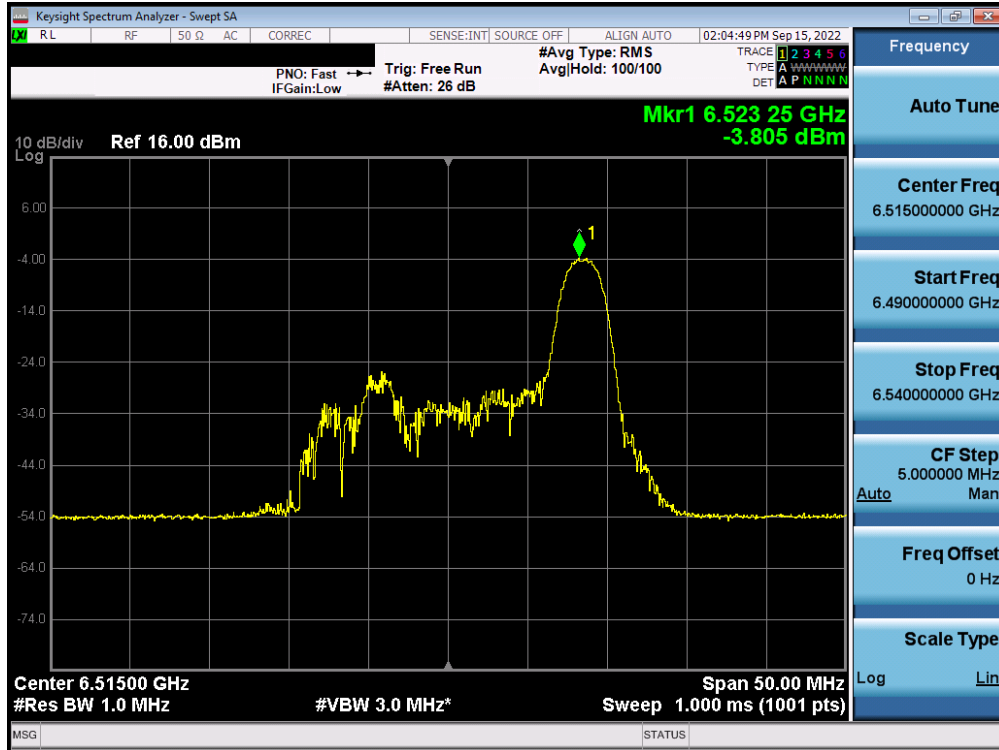 Keysight Spectrum Analyzer - Swept SA
LXI RL RF 50 Ω AC CORREC SENSE:INT SOURCE OFF ALIGN AUTO 02:04:49 PM Sep 15, 2022
PNO: Fast
IFGain:Low
Trig: Free Run
#Atten: 26 dB
#Avg Type: RMS
Avg|Hold: 100/100
TRACE 1 2 3 4 5 6
TYPE A WWWWW
DET A P N N N N
Mkr1 6.523 25 GHz
-3.805 dBm
10 dB/div
Log
Ref 16.00 dBm
6.00
-4.00
-14.0
-24.0
-34.0
-44.0
-54.0
-64.0
-74.0
1
Center 6.51500 GHz
Span 50.00 MHz
#Res BW 1.0 MHz
#VBW 3.0 MHz*
Sweep 1.000 ms (1001 pts)
MSG
STATUS
Frequency
Auto Tune
Center Freq
6.515000000 GHz
Start Freq
6.490000000 GHz
Stop Freq
6.540000000 GHz
CF Step
5.000000 MHz
Auto Man
Freq Offset
0 Hz
Scale Type
Log Lin